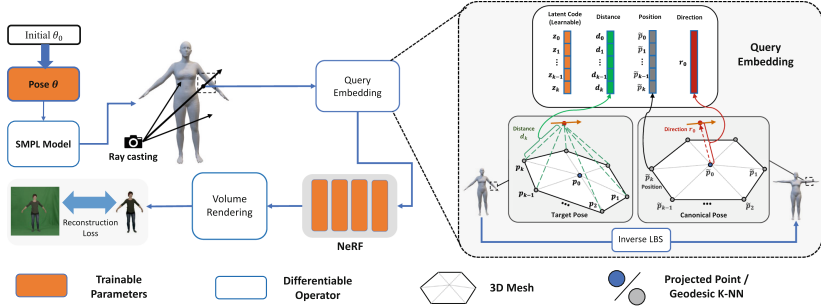 Initial θ₀
Pose θ
SMPL Model
Ray casting
Query
Embedding
Reconstruction
Loss
Volume
Rendering
NeRF
Latent Code
(Learnable)
Distance
Position
Direction
z₀
d₀
p̅₀
z₁
d₁
p̅₁
⋮
⋮
⋮
r₀
zₖ₋₁
dₖ₋₁
p̅ₖ₋₁
zₖ
dₖ
p̅ₖ
Query
Embedding
Distance
dₖ
pₖ
p₀
pₖ₋₁
p₁
p₂
•••
Target Pose
Direction r₀
p̅ₖ
Position
p̅₀
p̅₁
p̅ₖ₋₁
p̅₂
•••
Canonical Pose
Inverse LBS
Trainable
Parameters
Differentiable
Operator
3D Mesh
Projected Point /
Geodesic K-NN